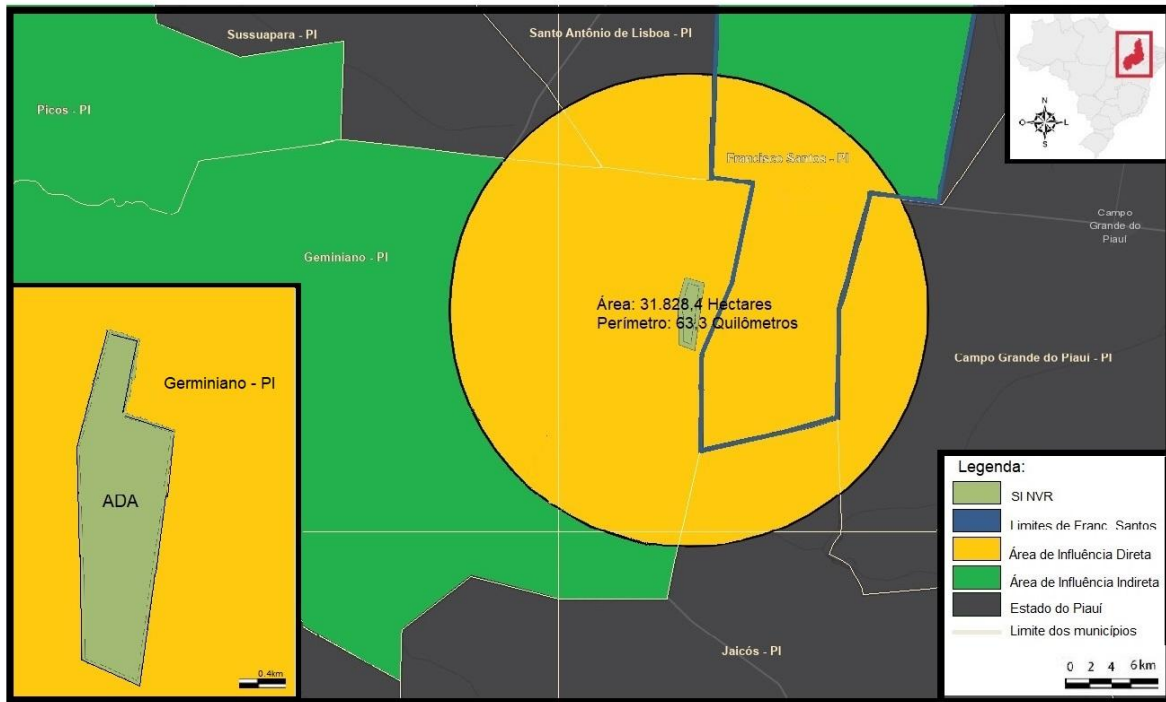 Sussuapara - PI
Santo Antônio de Lisboa - PI
N
O
L
S
Picos - PI
Francisco Santos - PI
Campo
Grande do
Piauí
Geminiano - PI
Área: 31.828,4 Hectares
Perímetro: 63,3 Quilômetros
Campo Grande do Piauí - PI
Germiniano - PI
ADA
0.4km
Jaicós - PI
Legenda:
SI NVR
Limites de Franc. Santos
Área de Influência Direta
Área de Influência Indireta
Estado do Piauí
Limite dos municípios
0 2 4 6km